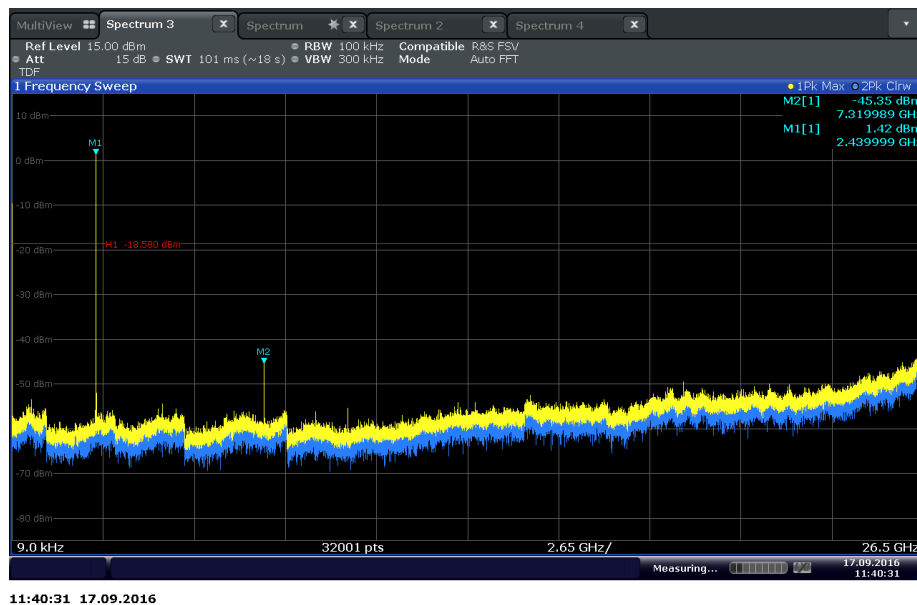 MultiView Spectrum 3 X Spectrum X Spectrum 2 X Spectrum 4 X
Ref Level 15.00 dBm RBW 100 kHz Compatible R&S FSV
Att 15 dB SWT 101 ms (~18 s) VBW 300 kHz Mode Auto FFT
TDF
1 Frequency Sweep 1Pk Max 2Pk Clrw
M2[1] -45.35 dBm
7.319989 GHz
M1[1] 1.42 dBm
2.439999 GHz
10 dBm
M1
0 dBm
-10 dBm
H1 -18.580 dBm
-20 dBm
-30 dBm
-40 dBm
M2
-50 dBm
-70 dBm
-80 dBm
9.0 kHz 32001 pts 2.65 GHz/ 26.5 GHz
Measuring... 17.09.2016
11:40:31
11:40:31 17.09.2016